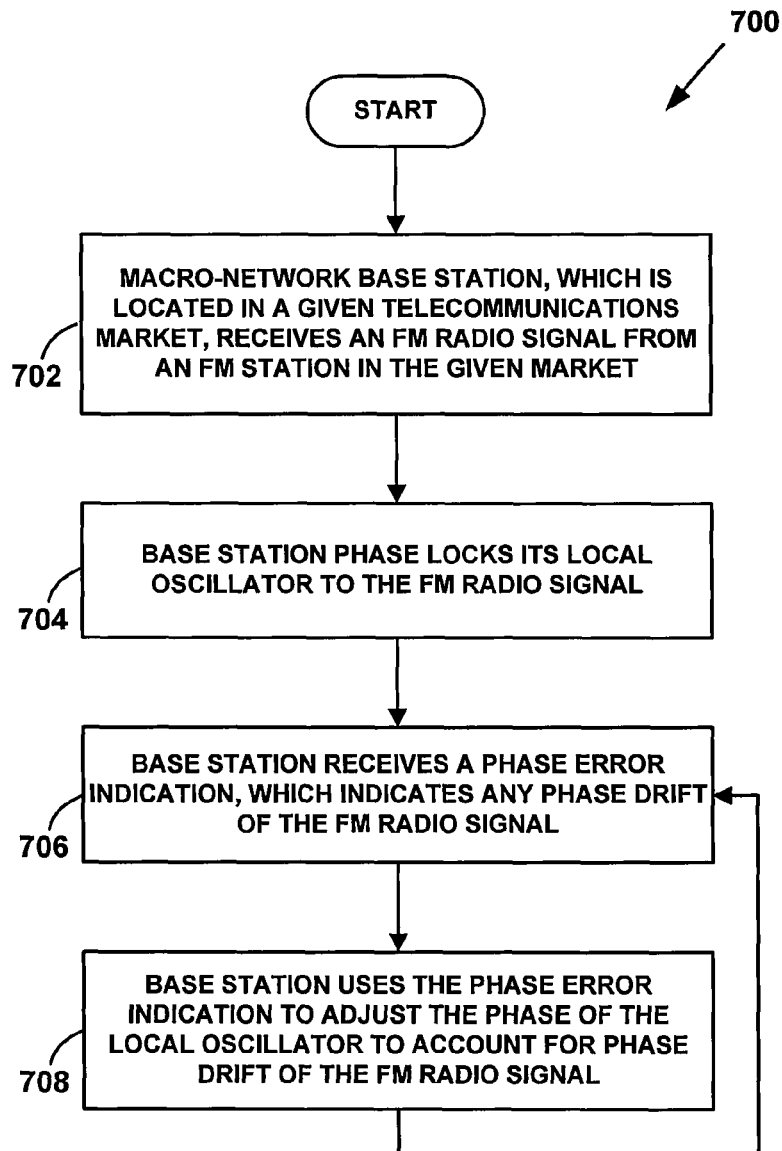 700
START
MACRO-NETWORK BASE STATION, WHICH IS
LOCATED IN A GIVEN TELECOMMUNICATIONS
MARKET, RECEIVES AN FM RADIO SIGNAL FROM
AN FM STATION IN THE GIVEN MARKET
702
BASE STATION PHASE LOCKS ITS LOCAL
OSCILLATOR TO THE FM RADIO SIGNAL
704
BASE STATION RECEIVES A PHASE ERROR
INDICATION, WHICH INDICATES ANY PHASE DRIFT
OF THE FM RADIO SIGNAL
706
BASE STATION USES THE PHASE ERROR
INDICATION TO ADJUST THE PHASE OF THE
LOCAL OSCILLATOR TO ACCOUNT FOR PHASE
DRIFT OF THE FM RADIO SIGNAL
708